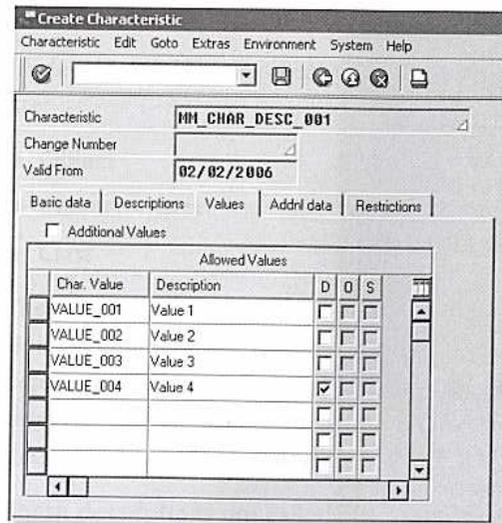 Create Characteristic
Characteristic Edit Goto Extras Environment System Help
Characteristic MM_CHAR_DESC_001
Change Number
Valid From 02/02/2006
Basic data Descriptions Values Addnl data Restrictions
Additional Values
Allowed Values
Char. Value Description D O S
VALUE_001 Value 1
VALUE_002 Value 2
VALUE_003 Value 3
VALUE_004 Value 4